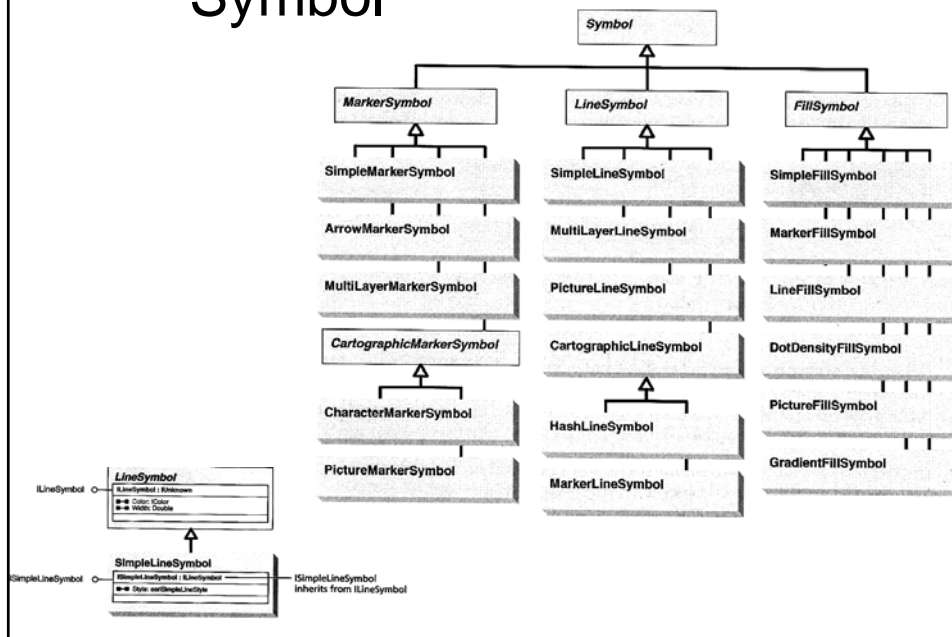 Symbol
Symbol
MarkerSymbol
LineSymbol
FillSymbol
SimpleMarkerSymbol
SimpleLineSymbol
SimpleFillSymbol
ArrowMarkerSymbol
MultiLayerLineSymbol
MarkerFillSymbol
MultiLayerMarkerSymbol
PictureLineSymbol
LineFillSymbol
CartographicMarkerSymbol
CartographicLineSymbol
DotDensityFillSymbol
CharacterMarkerSymbol
HashLineSymbol
PictureFillSymbol
PictureMarkerSymbol
MarkerLineSymbol
GradientFillSymbol
LineSymbol
ILineSymbol
ILineSymbol : IUnknown
Color: IColor
Width: Double
SimpleLineSymbol
ISimpleLineSymbol
ISimpleLineSymbol : ILineSymbol
Style: esriSimpleLineStyle
ISimpleLineSymbol
inherits from ILineSymbol